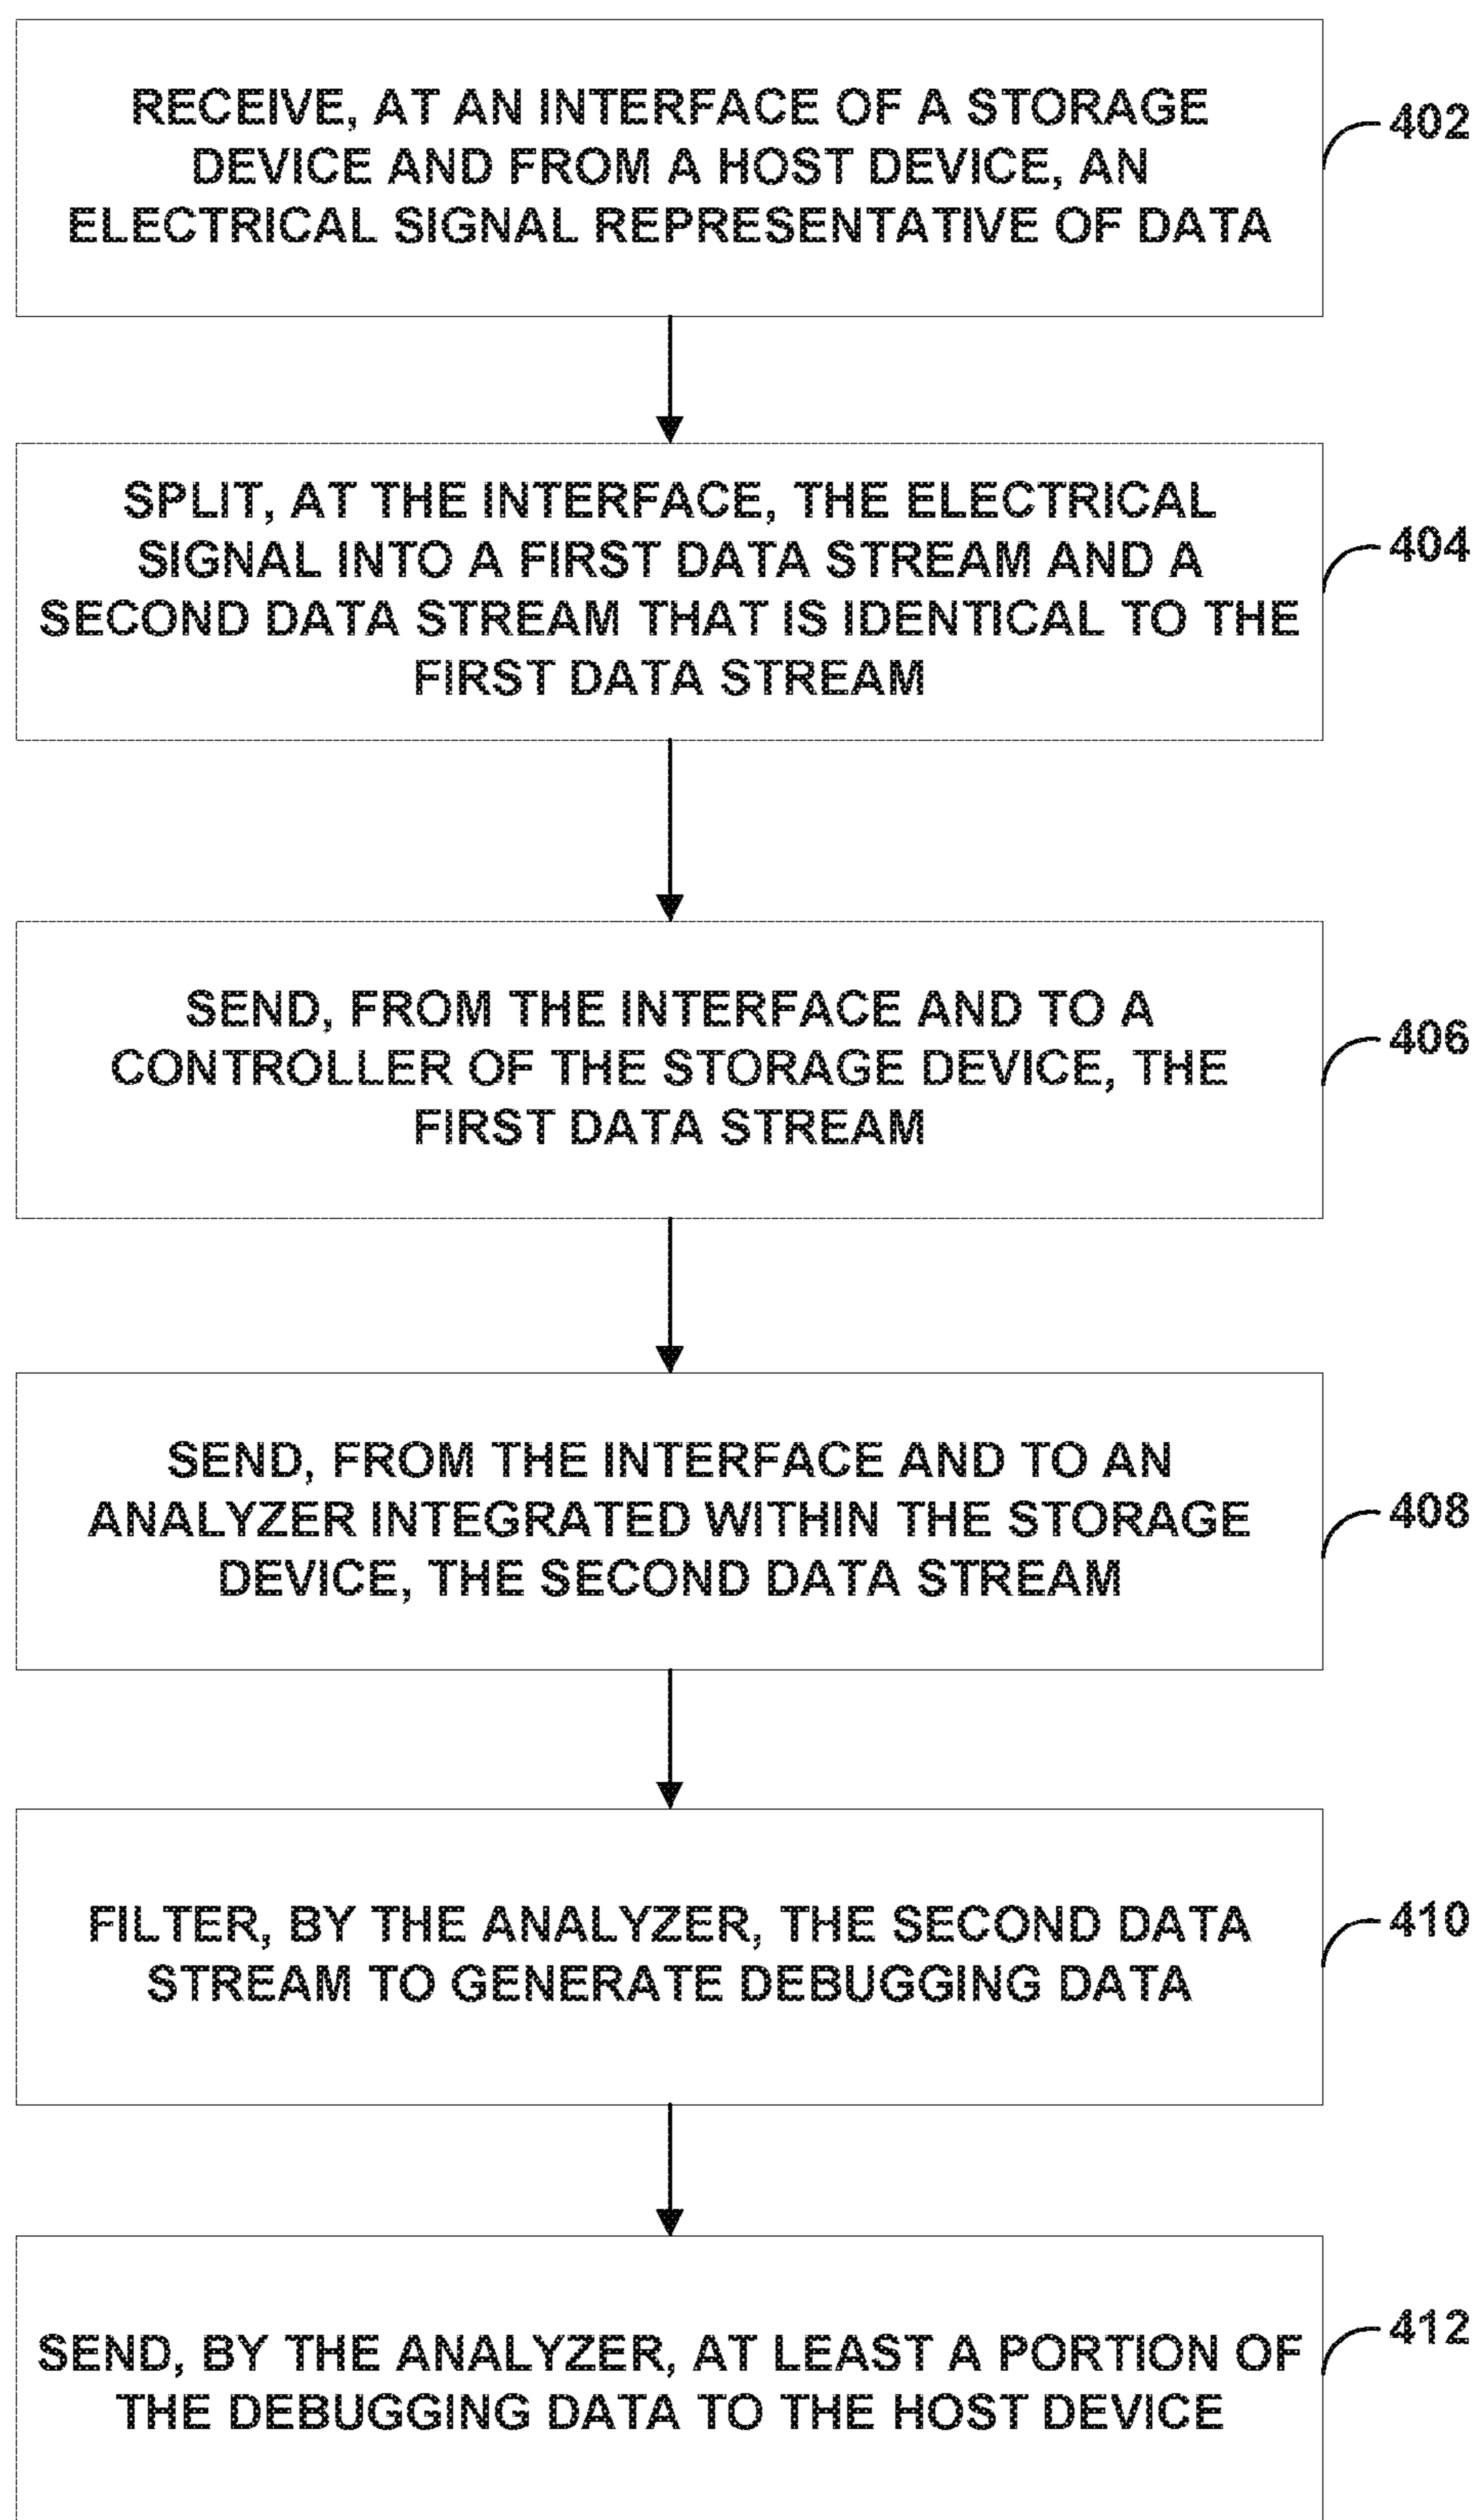 RECEIVE, AT AN INTERFACE OF A STORAGE
DEVICE AND FROM A HOST DEVICE, AN
ELECTRICAL SIGNAL REPRESENTATIVE OF DATA
402
SPLIT, AT THE INTERFACE, THE ELECTRICAL
SIGNAL INTO A FIRST DATA STREAM AND A
SECOND DATA STREAM THAT IS IDENTICAL TO THE
FIRST DATA STREAM
404
SEND, FROM THE INTERFACE AND TO A
CONTROLLER OF THE STORAGE DEVICE, THE
FIRST DATA STREAM
406
SEND, FROM THE INTERFACE AND TO AN
ANALYZER INTEGRATED WITHIN THE STORAGE
DEVICE, THE SECOND DATA STREAM
408
FILTER, BY THE ANALYZER, THE SECOND DATA
STREAM TO GENERATE DEBUGGING DATA
410
SEND, BY THE ANALYZER, AT LEAST A PORTION OF
THE DEBUGGING DATA TO THE HOST DEVICE
412